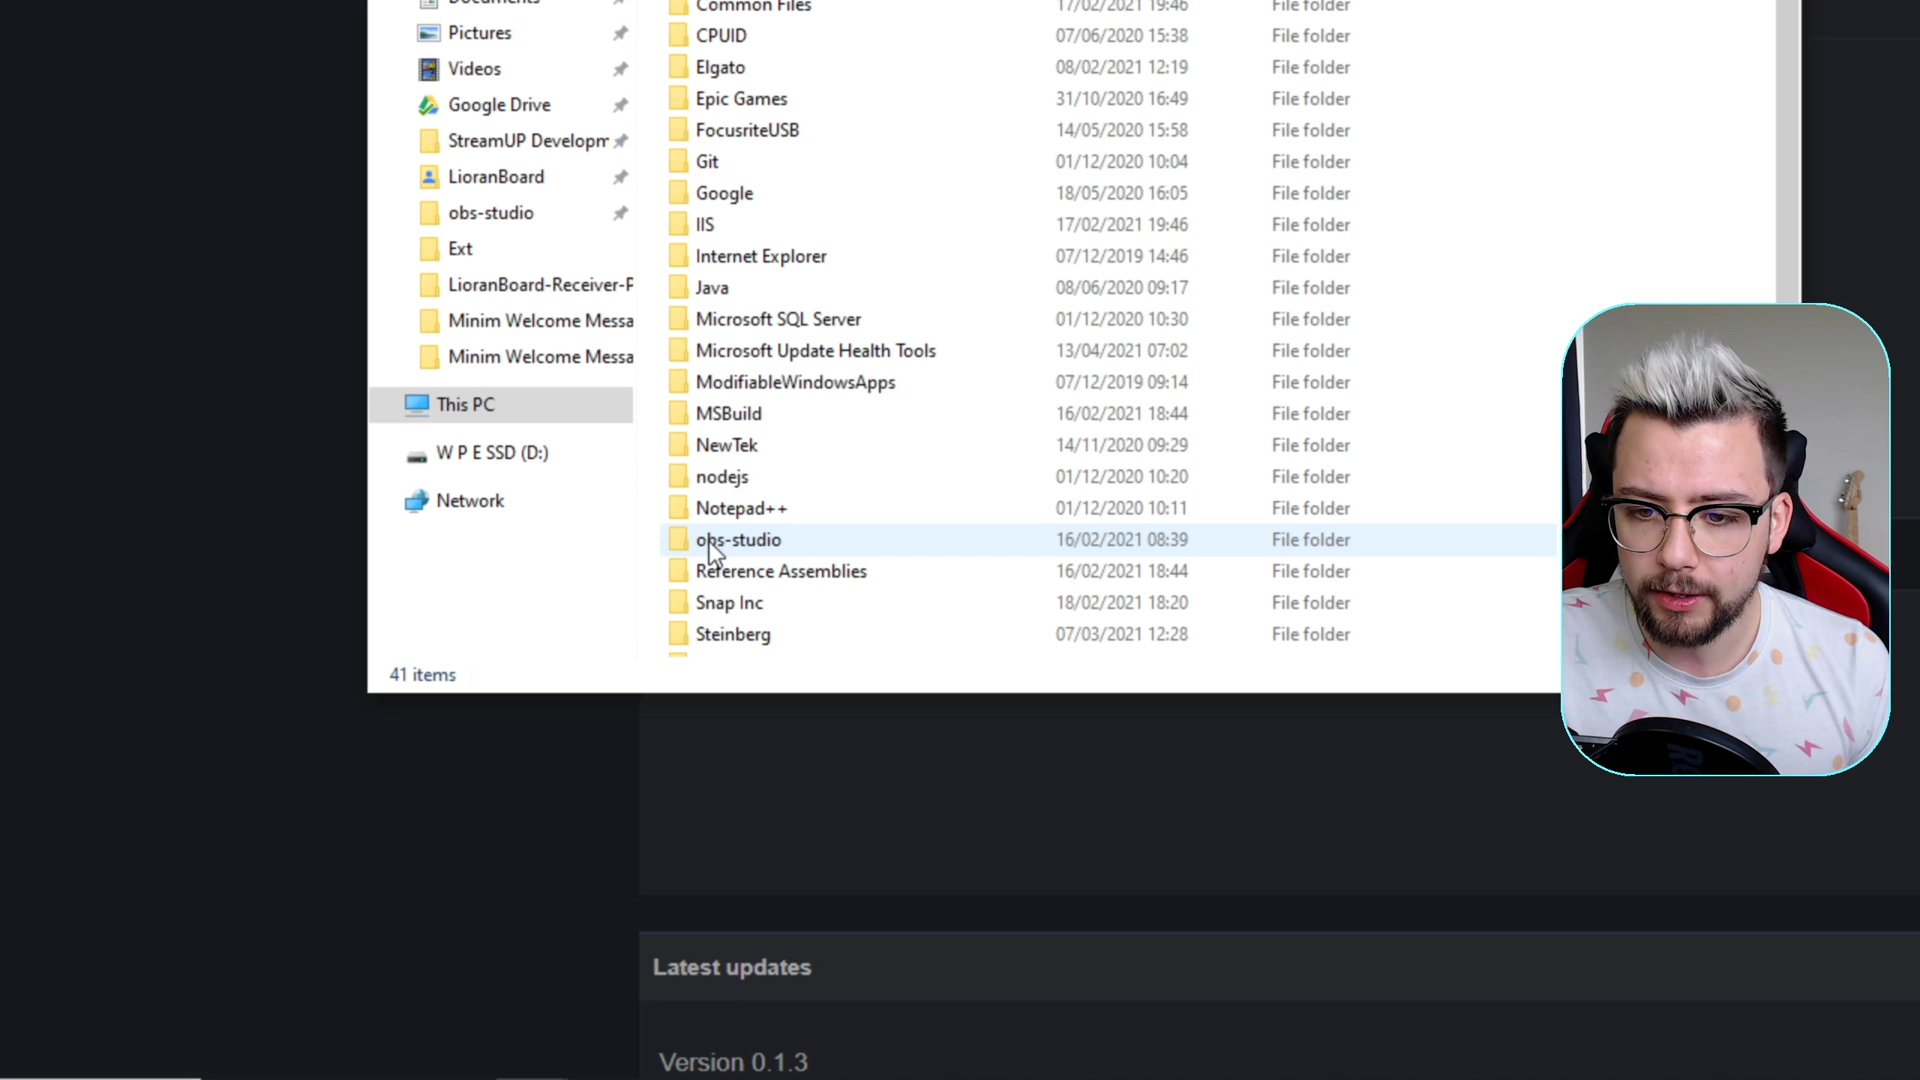 Documents
Pictures
Videos
Google Drive
StreamUP Developm
LioranBoard
obs-studio
Ext
LioranBoard-Receiver-P
Minim Welcome Messa
Minim Welcome Messa
This PC
W P E SSD (D:)
Network
41 items
Common Files 17/02/2021 19:46 File folder
CPUID 07/06/2020 15:38 File folder
Elgato 08/02/2021 12:19 File folder
Epic Games 31/10/2020 16:49 File folder
FocusriteUSB 14/05/2020 15:58 File folder
Git 01/12/2020 10:04 File folder
Google 18/05/2020 16:05 File folder
IIS 17/02/2021 19:46 File folder
Internet Explorer 07/12/2019 14:46 File folder
Java 08/06/2020 09:17 File folder
Microsoft SQL Server 01/12/2020 10:30 File folder
Microsoft Update Health Tools 13/04/2021 07:02 File folder
ModifiableWindowsApps 07/12/2019 09:14 File folder
MSBuild 16/02/2021 18:44 File folder
NewTek 14/11/2020 09:29 File folder
nodejs 01/12/2020 10:20 File folder
Notepad++ 01/12/2020 10:11 File folder
obs-studio 16/02/2021 08:39 File folder
Reference Assemblies 16/02/2021 18:44 File folder
Snap Inc 18/02/2021 18:20 File folder
Steinberg 07/03/2021 12:28 File folder
Latest updates
Version 0.1.3